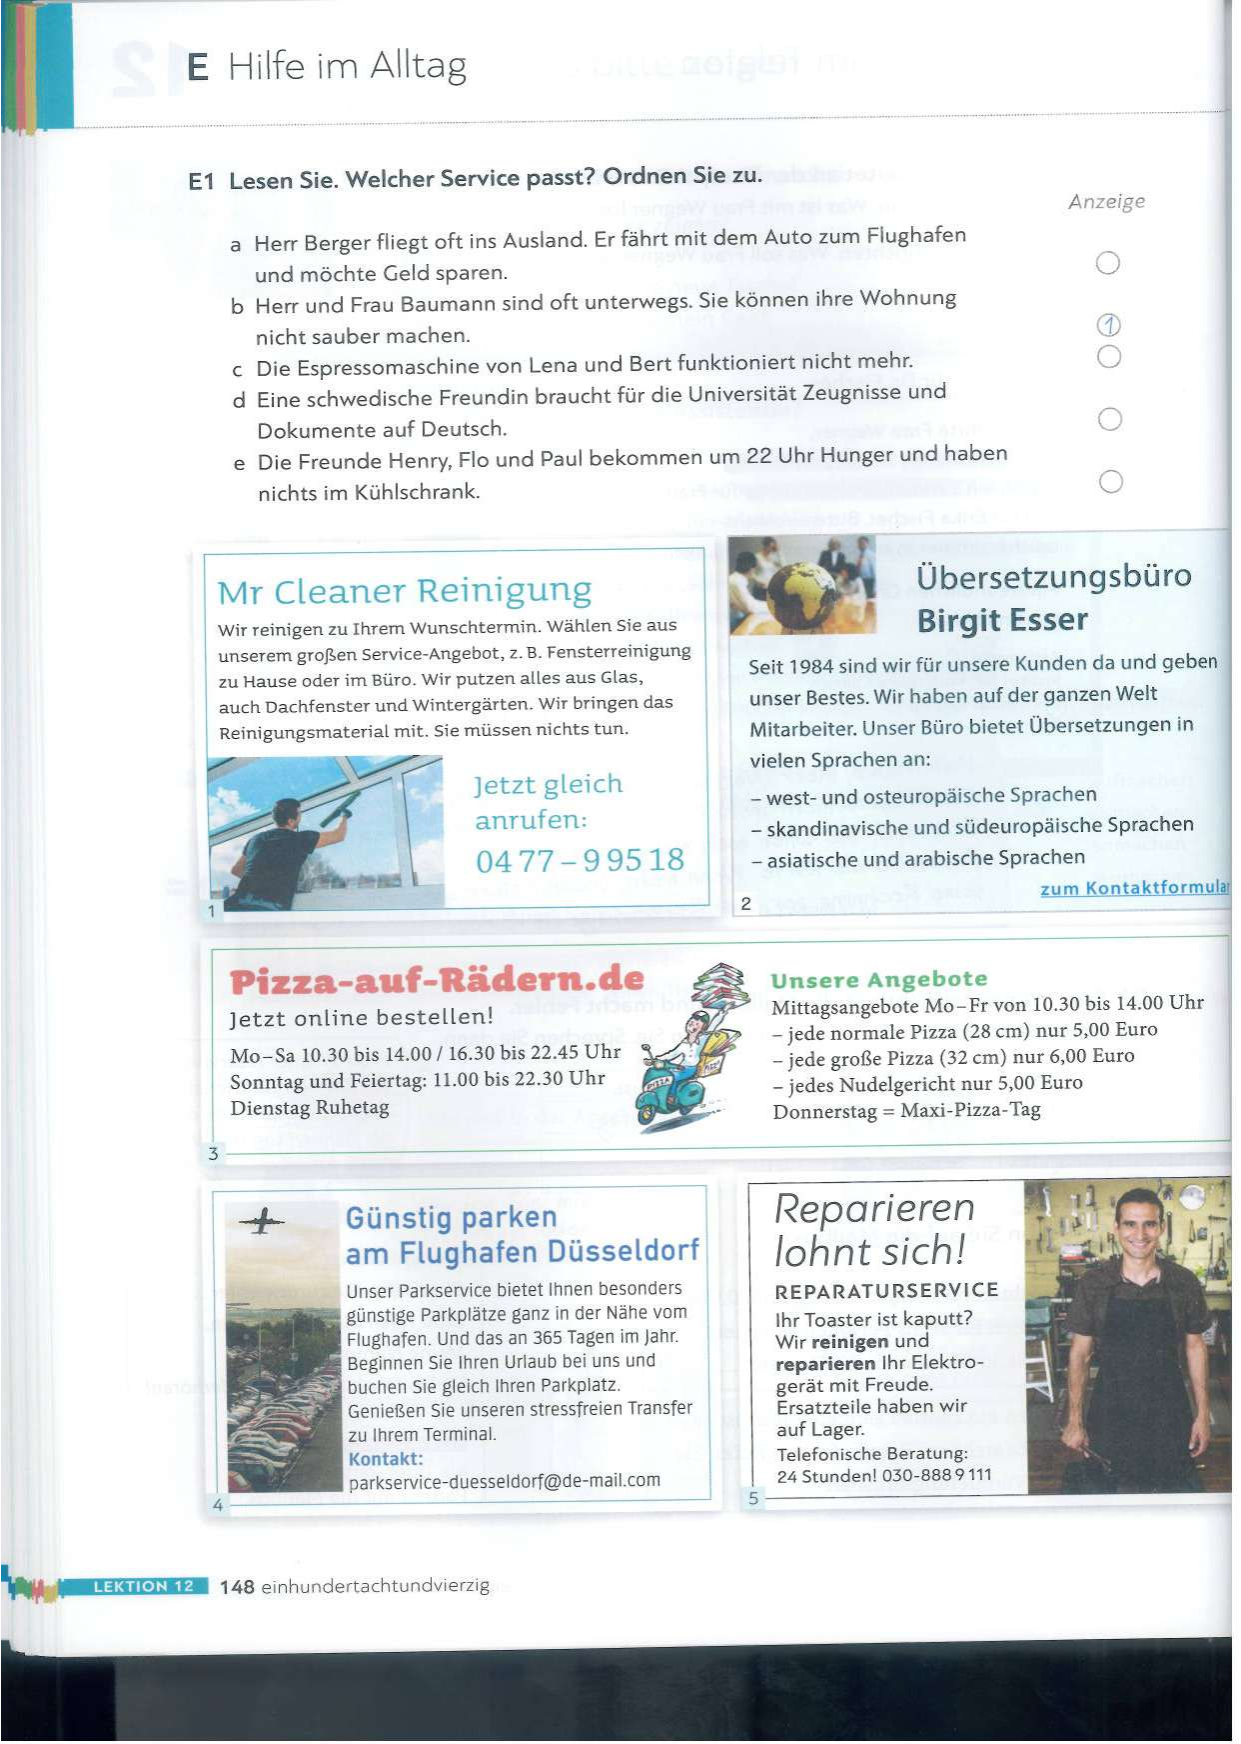 E Hilfe im Alltag
E1 Lesen Sie. Welcher Service passt? Ordnen Sie zu.
Anzeige
a Herr Berger fliegt oft ins Ausland. Er fährt mit dem Auto zum Flughafen
und möchte Geld sparen.
b Herr und Frau Baumann sind oft unterwegs. Sie können ihre Wohnung
nicht sauber machen.
1
c Die Espressomaschine von Lena und Bert funktioniert nicht mehr.
d Eine schwedische Freundin braucht für die Universität Zeugnisse und
Dokumente auf Deutsch.
e Die Freunde Henry, Flo und Paul bekommen um 22 Uhr Hunger und haben
nichts im Kühlschrank.
Mr Cleaner Reinigung
Wir reinigen zu Ihrem Wunschtermin. Wählen Sie aus
unserem großen Service-Angebot, z. B. Fensterreinigung
zu Hause oder im Büro. Wir putzen alles aus Glas,
auch Dachfenster und Wintergärten. Wir bringen das
Reinigungsmaterial mit. Sie müssen nichts tun.
Jetzt gleich
anrufen:
04 77 – 9 95 18
1
Übersetzungsbüro
Birgit Esser
Seit 1984 sind wir für unsere Kunden da und geben
unser Bestes. Wir haben auf der ganzen Welt
Mitarbeiter. Unser Büro bietet Übersetzungen in
vielen Sprachen an:
– west- und osteuropäische Sprachen
– skandinavische und südeuropäische Sprachen
– asiatische und arabische Sprachen
zum Kontaktformular
2
Pizza-auf-Rädern.de
Jetzt online bestellen!
Mo–Sa 10.30 bis 14.00 / 16.30 bis 22.45 Uhr
Sonntag und Feiertag: 11.00 bis 22.30 Uhr
Dienstag Ruhetag
PIZZA
Unsere Angebote
Mittagsangebote Mo–Fr von 10.30 bis 14.00 Uhr
– jede normale Pizza (28 cm) nur 5,00 Euro
– jede große Pizza (32 cm) nur 6,00 Euro
– jedes Nudelgericht nur 5,00 Euro
Donnerstag = Maxi-Pizza-Tag
3
Günstig parken
am Flughafen Düsseldorf
Unser Parkservice bietet Ihnen besonders
günstige Parkplätze ganz in der Nähe vom
Flughafen. Und das an 365 Tagen im Jahr.
Beginnen Sie Ihren Urlaub bei uns und
buchen Sie gleich Ihren Parkplatz.
Genießen Sie unseren stressfreien Transfer
zu Ihrem Terminal.
Kontakt:
parkservice-duesseldorf@de-mail.com
4
Reparieren
lohnt sich!
REPARATURSERVICE
Ihr Toaster ist kaputt?
Wir reinigen und
reparieren Ihr Elektro-
gerät mit Freude.
Ersatzteile haben wir
auf Lager.
Telefonische Beratung:
24 Stunden! 030-888 9 111
5
LEKTION 12 148 einhundertachtundvierzig